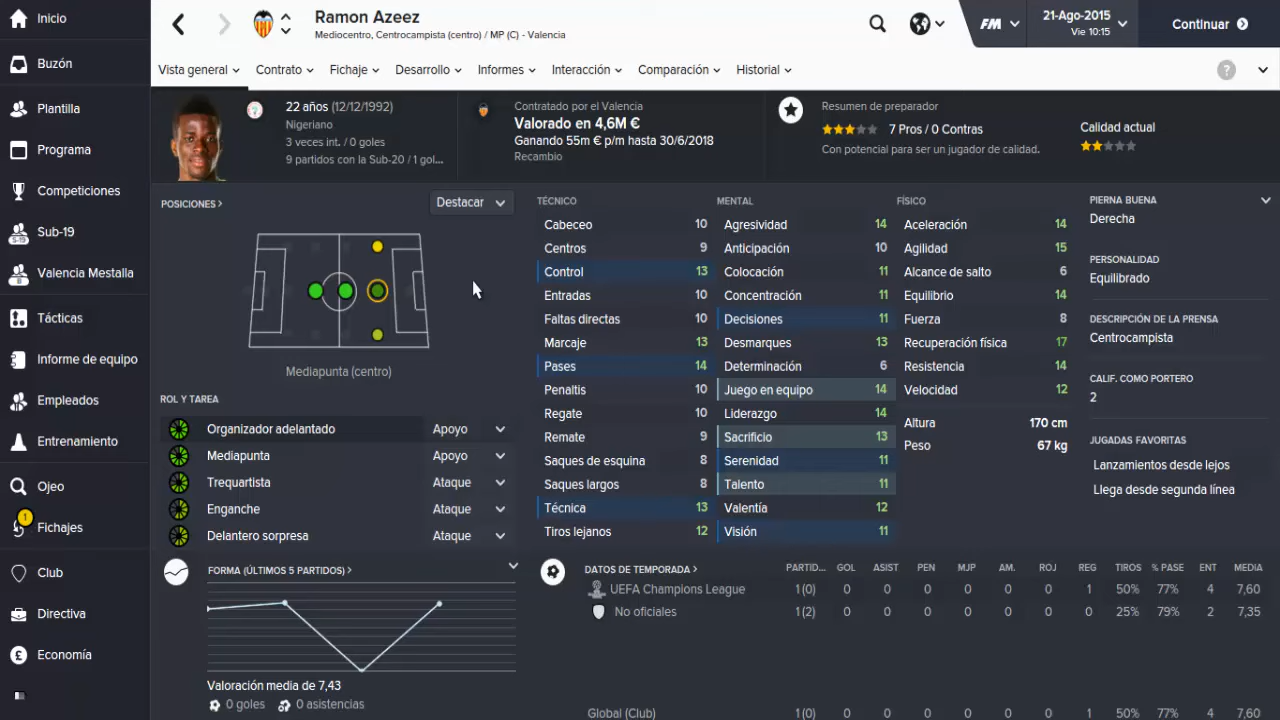 Inicio
Buzón
Plantilla
Programa
Competiciones
Sub-19
Valencia Mestalla
Tácticas
Informe de equipo
Empleados
Entrenamiento
Ojeo
1
Fichajes
Club
Directiva
Economía
Ramon Azeez
Mediocentro, Centrocampista (centro) / MP (C) - Valencia
FM
21-Ago-2015
Vie 10:15
Continuar
Vista general
Contrato
Fichaje
Desarrollo
Informes
Interacción
Comparación
Historial
?
22 años (12/12/1992)
Nigeriano
3 veces int. / 0 goles
9 partidos con la Sub-20 / 1 gol...
Contratado por el Valencia
Valorado en 4,6M €
Ganando 55m € p/m hasta 30/6/2018
Recambio
Resumen de preparador
7 Pros / 0 Contras
Con potencial para ser un jugador de calidad.
Calidad actual
POSICIONES >
Destacar
Mediapunta (centro)
ROL Y TAREA
Organizador adelantado Apoyo
Mediapunta Apoyo
Trequartista Ataque
Enganche Ataque
Delantero sorpresa Ataque
TÉCNICO
Cabeceo 10
Centros 9
Control 13
Entradas 10
Faltas directas 10
Marcaje 13
Pases 14
Penaltis 10
Regate 10
Remate 9
Saques de esquina 8
Saques largos 8
Técnica 13
Tiros lejanos 12
MENTAL
Agresividad 14
Anticipación 10
Colocación 11
Concentración 11
Decisiones 11
Desmarques 13
Determinación 6
Juego en equipo 14
Liderazgo 14
Sacrificio 13
Serenidad 11
Talento 11
Valentía 12
Visión 11
FÍSICO
Aceleración 14
Agilidad 15
Alcance de salto 6
Equilibrio 14
Fuerza 8
Recuperación física 17
Resistencia 14
Velocidad 12
Altura 170 cm
Peso 67 kg
PIERNA BUENA
Derecha
PERSONALIDAD
Equilibrado
DESCRIPCIÓN DE LA PRENSA
Centrocampista
CALIF. COMO PORTERO
2
JUGADAS FAVORITAS
Lanzamientos desde lejos
Llega desde segunda línea
FORMA (ÚLTIMOS 5 PARTIDOS) >
Valoración media de 7,43
0 goles 0 asistencias
DATOS DE TEMPORADA > PARTID... GOL ASIST PEN MJP AM. ROJ REG TIROS % PASE ENT MEDIA
UEFA Champions League 1(0) 0 0 0 0 0 0 1 50% 77% 4 7,60
No oficiales 1(2) 0 0 0 0 0 0 0 25% 79% 2 7,35
Global (Club) 1(0) 0 0 0 0 0 0 1 50% 77% 4 7,60